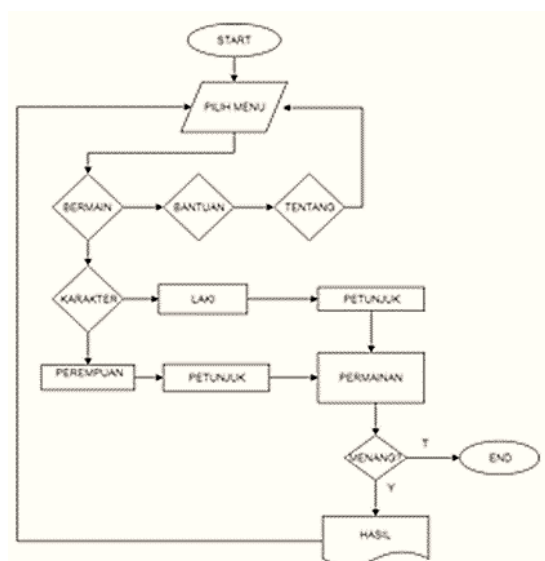 START
PILIH MENU
BERMAIN
BANTUAN
TENTANG
KARAKTER
LAKI
PETUNJUK
PEREMPUAN
PETUNJUK
PERMAINAN
MENANG?
T
END
Y
HASIL